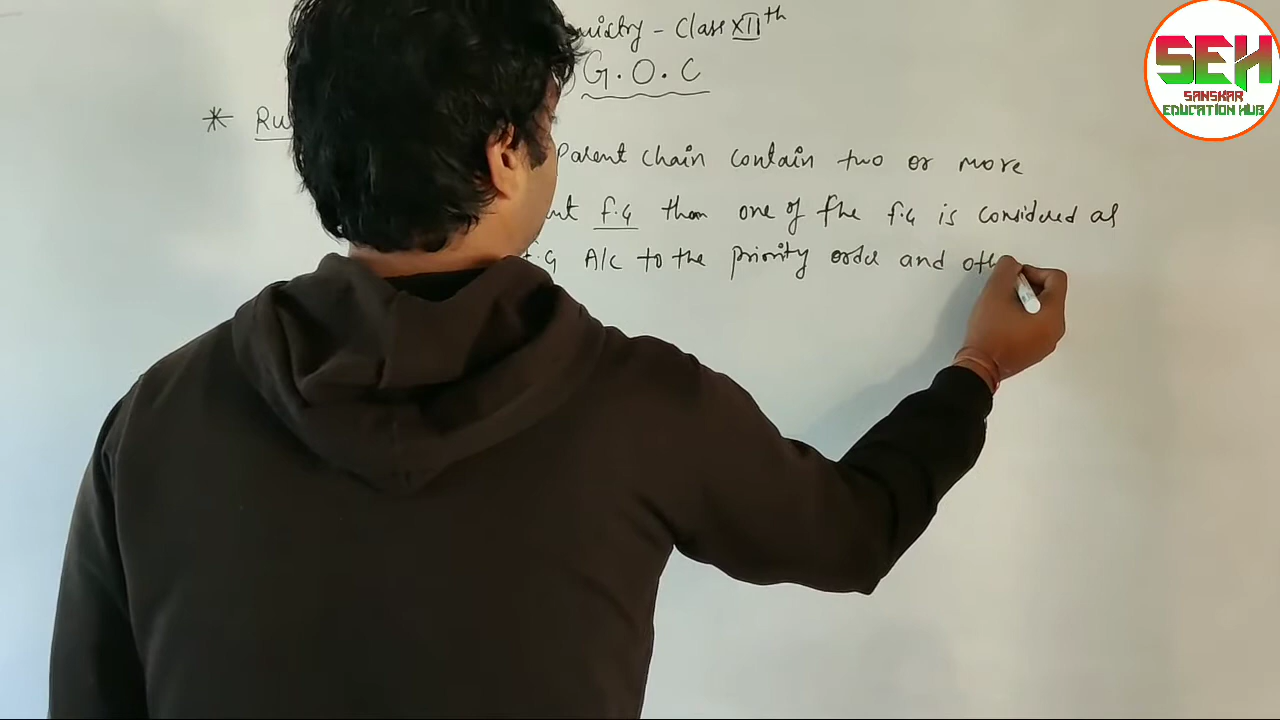 mistry - Class XIIth
G.O.C
* Ru
Parent chain contain two or more
nt f.G than one of the f.G is considered as
f.G A/c to the priority order and oth
SEH
SANSKAR
EDUCATION HUB